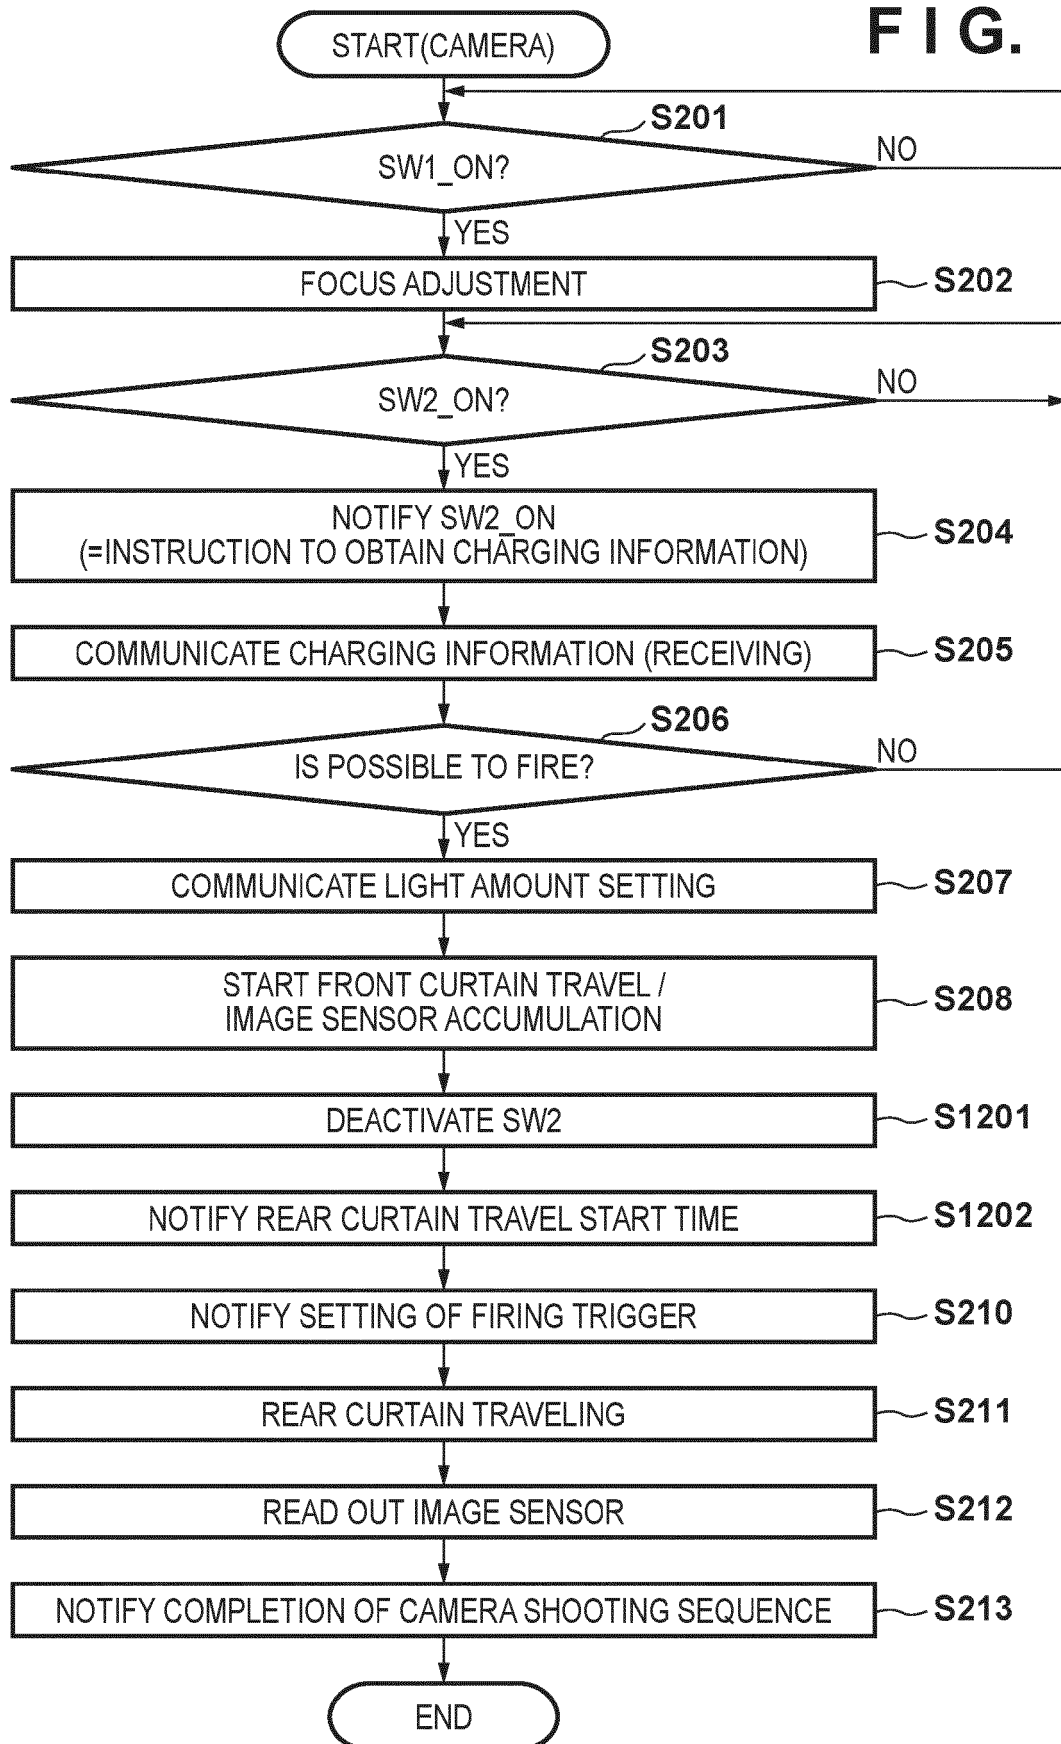 FIG.
START(CAMERA)
S201
SW1_ON?
NO
YES
FOCUS ADJUSTMENT
S202
S203
SW2_ON?
NO
YES
NOTIFY SW2_ON
(=INSTRUCTION TO OBTAIN CHARGING INFORMATION)
S204
COMMUNICATE CHARGING INFORMATION (RECEIVING)
S205
S206
IS POSSIBLE TO FIRE?
NO
YES
COMMUNICATE LIGHT AMOUNT SETTING
S207
START FRONT CURTAIN TRAVEL /
IMAGE SENSOR ACCUMULATION
S208
DEACTIVATE SW2
S1201
NOTIFY REAR CURTAIN TRAVEL START TIME
S1202
NOTIFY SETTING OF FIRING TRIGGER
S210
REAR CURTAIN TRAVELING
S211
READ OUT IMAGE SENSOR
S212
NOTIFY COMPLETION OF CAMERA SHOOTING SEQUENCE
S213
END